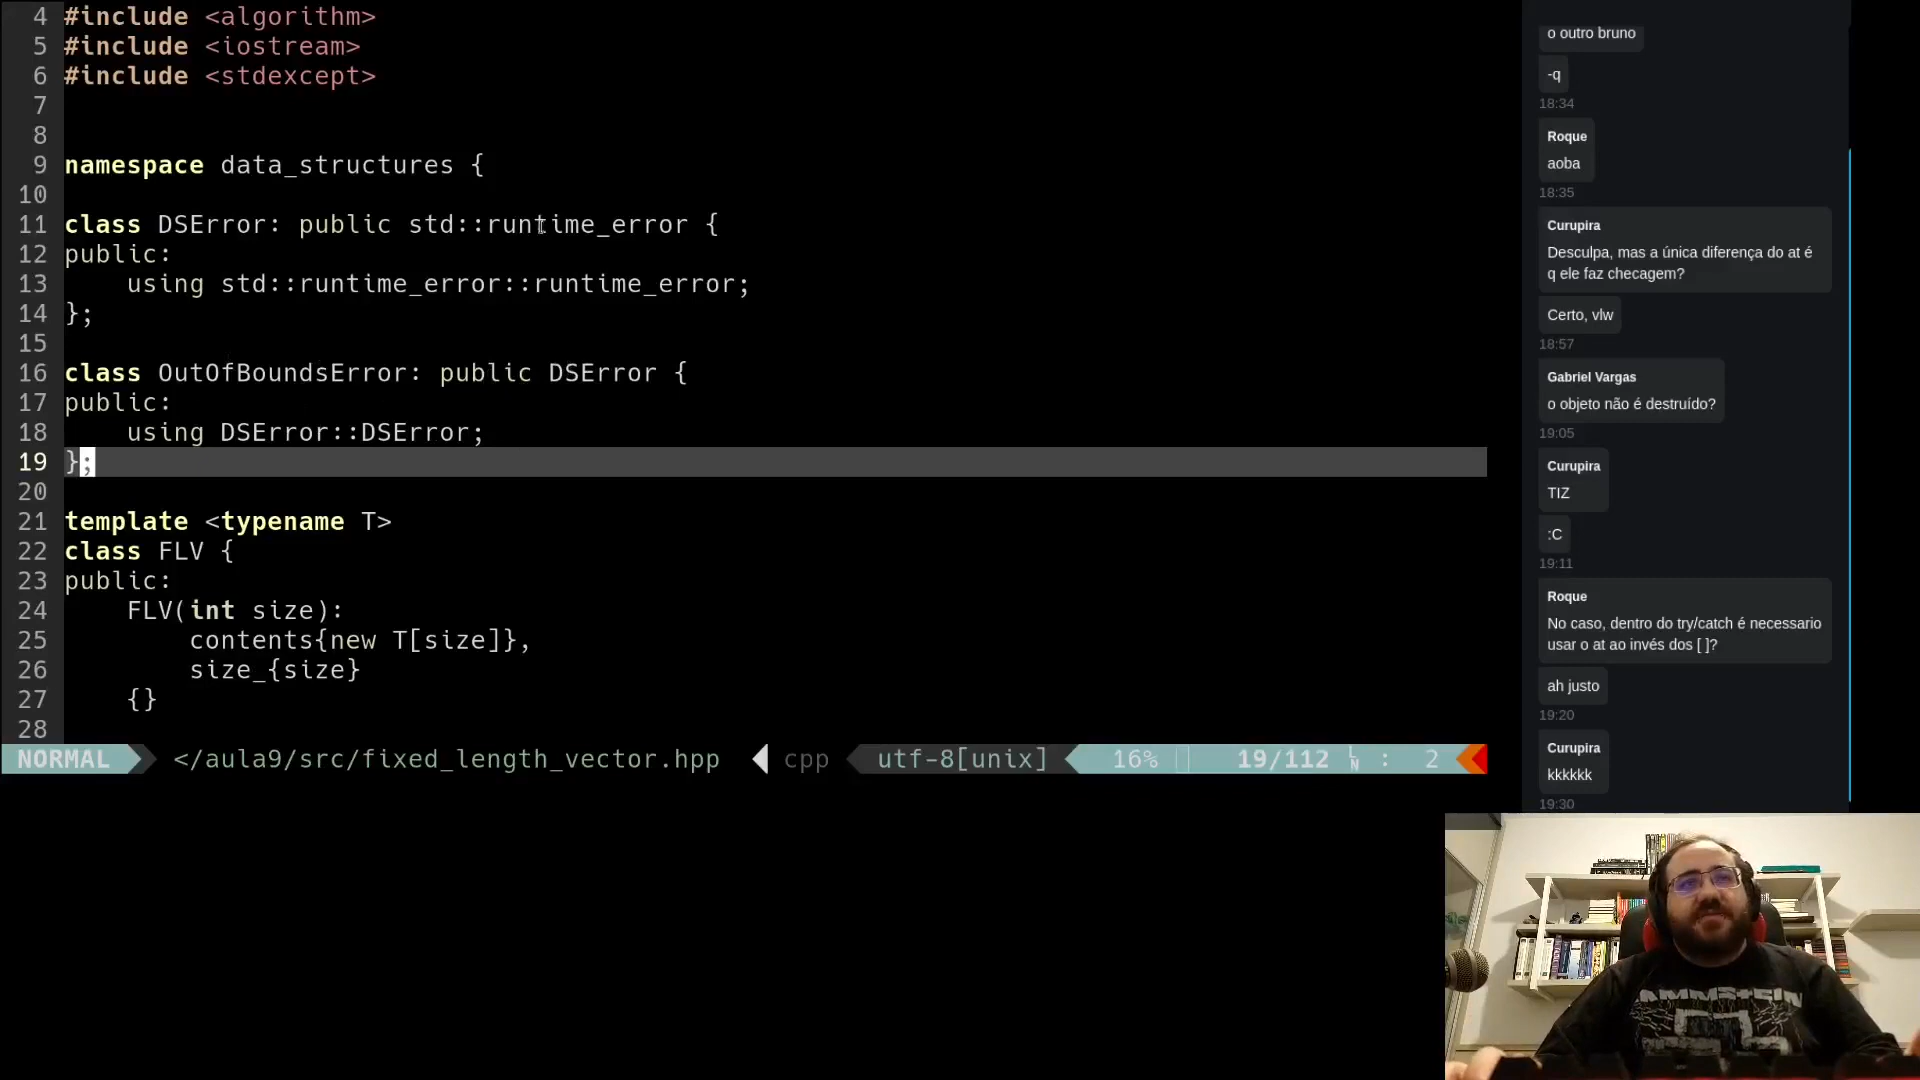 4 #include <algorithm>
5 #include <iostream>
6 #include <stdexcept>
7
8
9 namespace data_structures {
10
11 class DSError: public std::runtime_error {
12 public:
13     using std::runtime_error::runtime_error;
14 };
15
16 class OutOfBoundsError: public DSError {
17 public:
18     using DSError::DSError;
19 };
20
21 template <typename T>
22 class FLV {
23 public:
24     FLV(int size):
25         contents{new T[size]},
26         size_{size}
27     {}
28
NORMAL </aula9/src/fixed_length_vector.hpp cpp utf-8[unix] 16% 19/112 LN : 2
o outro bruno
-q
18:34
Roque
aoba
18:35
Curupira
Desculpa, mas a única diferença do at é
q ele faz checagem?
Certo, vlw
18:57
Gabriel Vargas
o objeto não é destruído?
19:05
Curupira
TIZ
:C
19:11
Roque
No caso, dentro do try/catch é necessario
usar o at ao invés dos [ ]?
ah justo
19:20
Curupira
kkkkkk
19:30
RAMMSTEIN